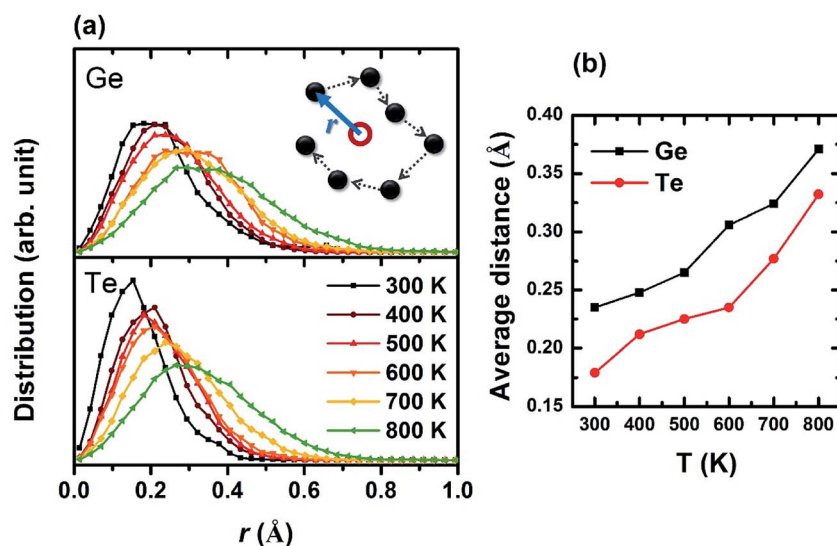 (a)
Ge
r
Distribution (arb. unit)
Te
300 K
400 K
500 K
600 K
700 K
800 K
0.0 0.2 0.4 0.6 0.8 1.0
r (Å)
(b)
Average distance (Å)
0.40
0.35
0.30
0.25
0.20
0.15
Ge
Te
300 400 500 600 700 800
T (K)